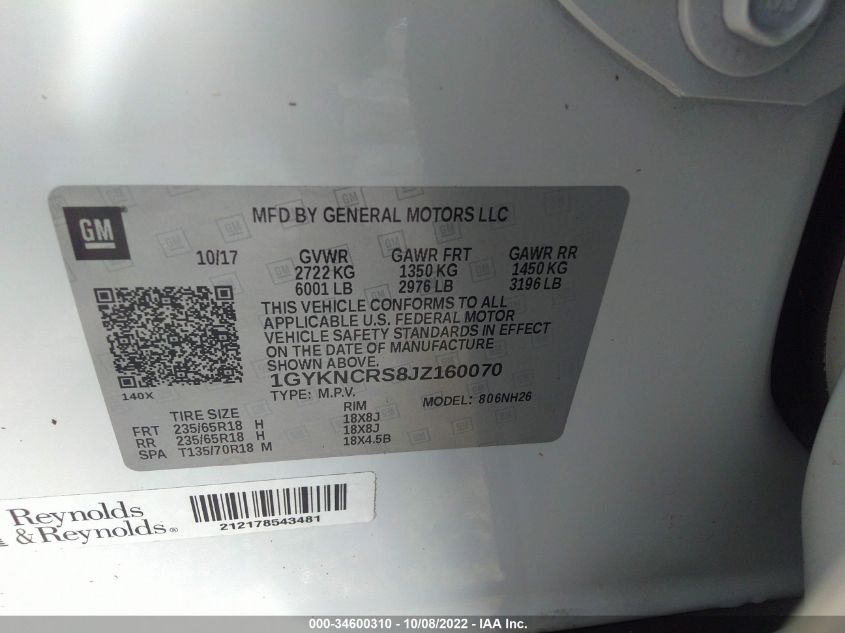 GM
MFD BY GENERAL MOTORS LLC
10/17 GVWR GAWR FRT GAWR RR
2722 KG 1350 KG 1450 KG
6001 LB 2976 LB 3196 LB
THIS VEHICLE CONFORMS TO ALL
APPLICABLE U.S. FEDERAL MOTOR
VEHICLE SAFETY STANDARDS IN EFFECT
ON THE DATE OF MANUFACTURE
SHOWN ABOVE.
1GYKNCRS8JZ160070
140X
TYPE: M.P.V. MODEL: 806NH26
TIRE SIZE RIM
FRT 235/65R18 H 18X8J
RR 235/65R18 H 18X8J
SPA T135/70R18 M 18X4.5B
Reynolds
& Reynolds®
212178543481
000-34600310 - 10/08/2022 - IAA Inc.